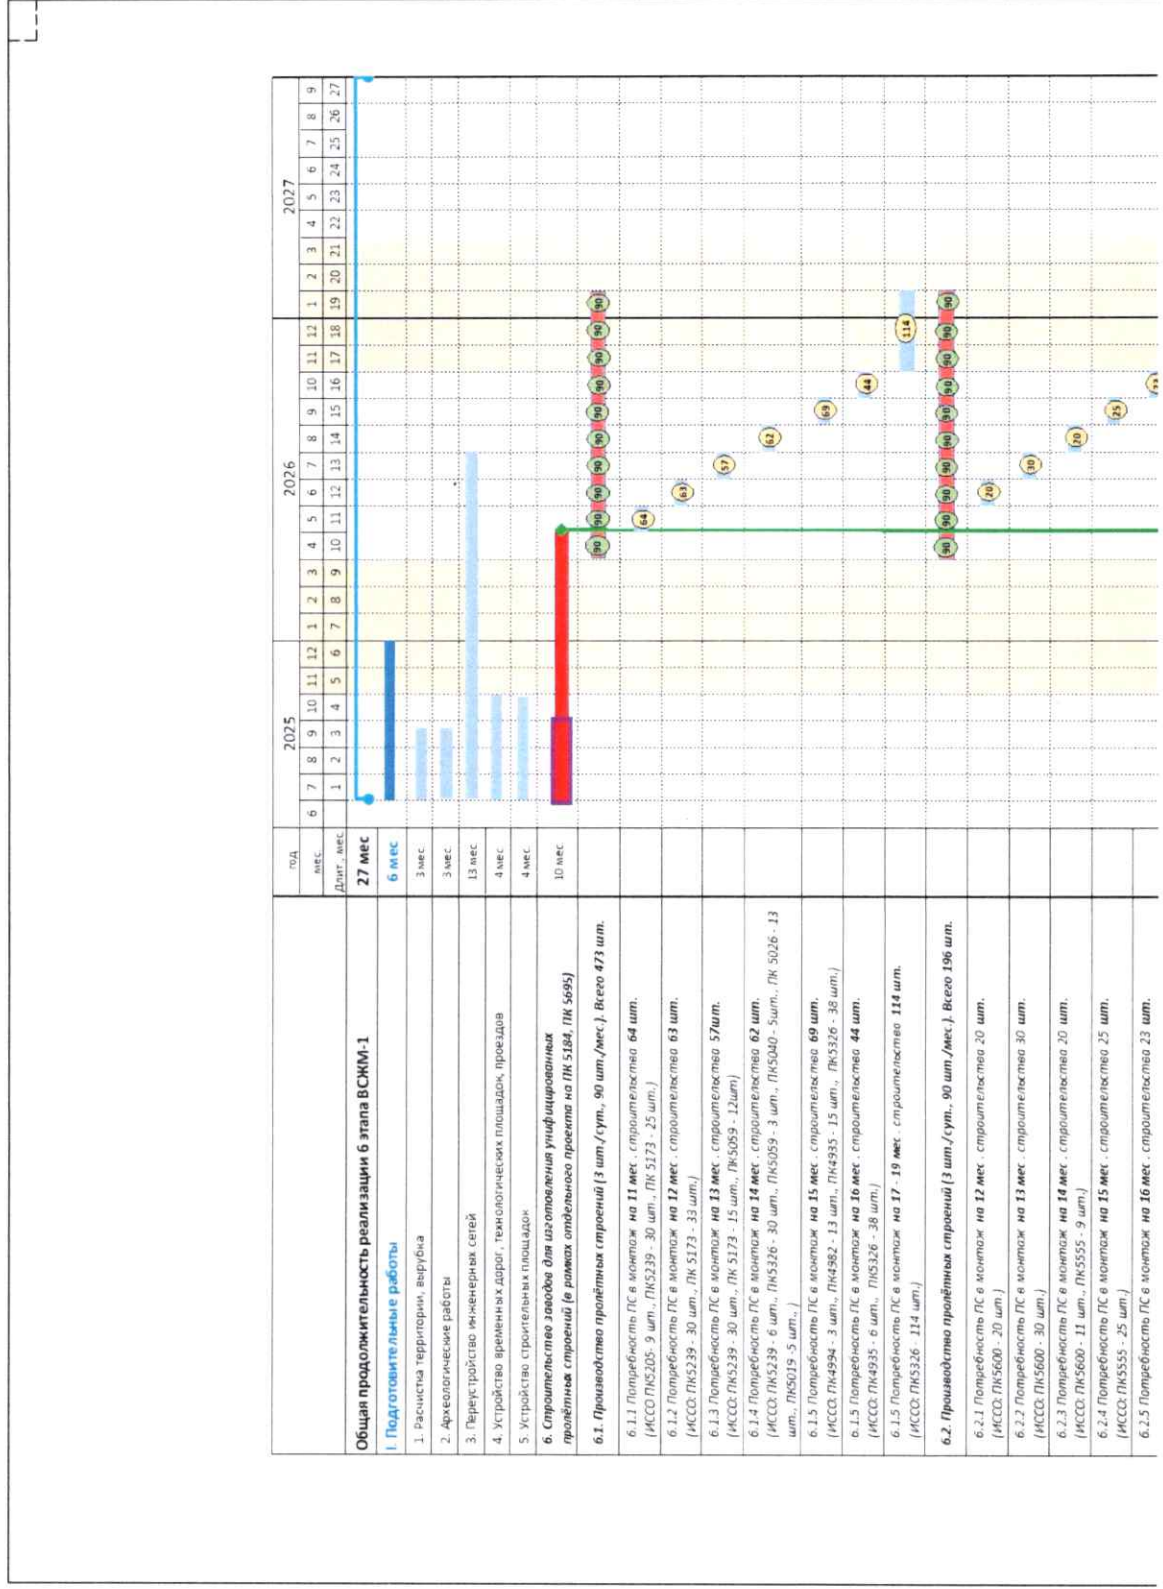 год 2025 2026 2027
мес. 6 7 8 9 10 11 12 1 2 3 4 5 6 7 8 9 10 11 12 1 2 3 4 5 6 7 8 9
Длит., мес. 1 2 3 4 5 6 7 8 9 10 11 12 13 14 15 16 17 18 19 20 21 22 23 24 25 26 27
Общая продолжительность реализации 6 этапа ВСЖМ-1 27 мес
I. Подготовительные работы 6 мес
1. Расчистка территории, вырубка 3 мес.
2. Археологические работы 3 мес.
3. Переустройство инженерных сетей 13 мес.
4. Устройство временных дорог, технологических площадок, проездов 4 мес.
5. Устройство строительных площадок 4 мес.
6. Строительство заводов для изготовления унифицированных
пролётных строений (в рамках отдельного проекта на ПК 5184, ПК 5695) 10 мес.
6.1. Производство пролётных строений (3 шт./сут., 90 шт./мес.). Всего 473 шт. 90 90 90 90 90 90 90 90 90 90
6.1.1 Потребность ПС в монтаж на 11 мес. строительства 64 шт. 64
(ИССО ПК5205- 9 шт., ПК5239 - 30 шт., ПК 5173 - 25 шт.)
6.1.2 Потребность ПС в монтаж на 12 мес. строительства 63 шт. 63
(ИССО: ПК5239 - 30 шт., ПК 5173 - 33 шт.)
6.1.3 Потребность ПС в монтаж на 13 мес. строительства 57шт. 57
(ИССО: ПК5239 - 30 шт., ПК 5173 - 15 шт., ПК5059 - 12шт)
6.1.4 Потребность ПС в монтаж на 14 мес. строительства 62 шт. 62
(ИССО: ПК5239 - 6 шт., ПК5326 - 30 шт., ПК5059 - 3 шт., ПК5040 - 5шт., ПК 5026 - 13
шт., ПК5019 -5 шт., )
6.1.5 Потребность ПС в монтаж на 15 мес. строительства 69 шт. 69
(ИССО: ПК4994 - 3 шт., ПК4982 - 13 шт., ПК4935 - 15 шт., ПК5326 - 38 шт.)
6.1.5 Потребность ПС в монтаж на 16 мес. строительства 44 шт. 44
(ИССО: ПК4935 - 6 шт., ПК5326 - 38 шт.)
6.1.5 Потребность ПС в монтаж на 17 - 19 мес. строительства 114 шт. 114
(ИССО: ПК5326 - 114 шт.)
6.2. Производство пролётных строений (3 шт./сут., 90 шт./мес.). Всего 196 шт. 90 90 90 90 90 90 90 90 90 90
6.2.1 Потребность ПС в монтаж на 12 мес. строительства 20 шт. 20
(ИССО: ПК5600 - 20 шт.)
6.2.2 Потребность ПС в монтаж на 13 мес. строительства 30 шт. 30
(ИССО: ПК5600 - 30 шт.)
6.2.3 Потребность ПС в монтаж на 14 мес. строительства 20 шт. 20
(ИССО: ПК5600 - 11 шт., ПК5555 - 9 шт.)
6.2.4 Потребность ПС в монтаж на 15 мес. строительства 25 шт. 25
(ИССО: ПК5555 - 25 шт.)
6.2.5 Потребность ПС в монтаж на 16 мес. строительства 23 шт.